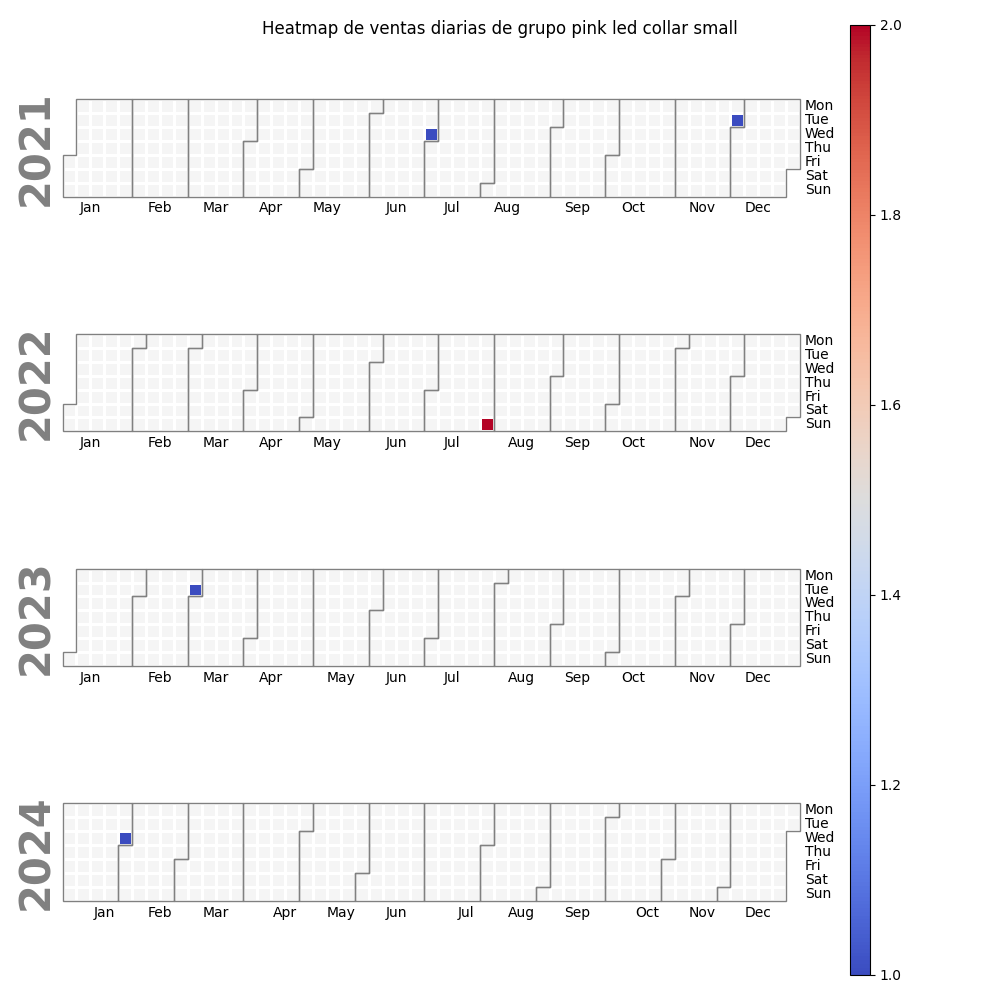 Heatmap de ventas diarias de grupo pink led collar small
2021
Mon
Tue
Wed
Thu
Fri
Sat
Sun
Jan Feb Mar Apr May Jun Jul Aug Sep Oct Nov Dec
2022
Mon
Tue
Wed
Thu
Fri
Sat
Sun
Jan Feb Mar Apr May Jun Jul Aug Sep Oct Nov Dec
2023
Mon
Tue
Wed
Thu
Fri
Sat
Sun
Jan Feb Mar Apr May Jun Jul Aug Sep Oct Nov Dec
2024
Mon
Tue
Wed
Thu
Fri
Sat
Sun
Jan Feb Mar Apr May Jun Jul Aug Sep Oct Nov Dec
2.0
1.8
1.6
1.4
1.2
1.0